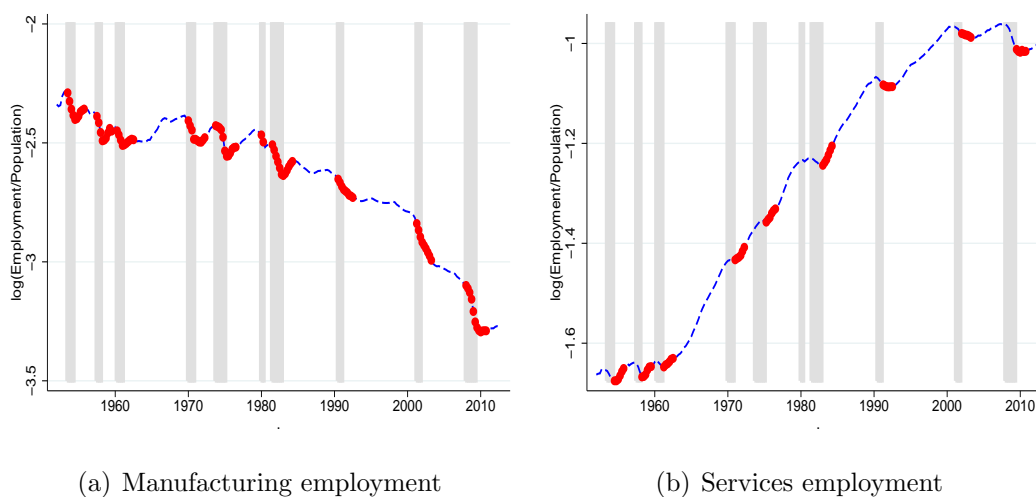 −2
−2.5
−3
−3.5
log(Employment/Population)
1960 1970 1980 1990 2000 2010
.
(a) Manufacturing employment
−1
−1.2
−1.4
−1.6
log(Employment/Population)
1960 1970 1980 1990 2000 2010
.
(b) Services employment